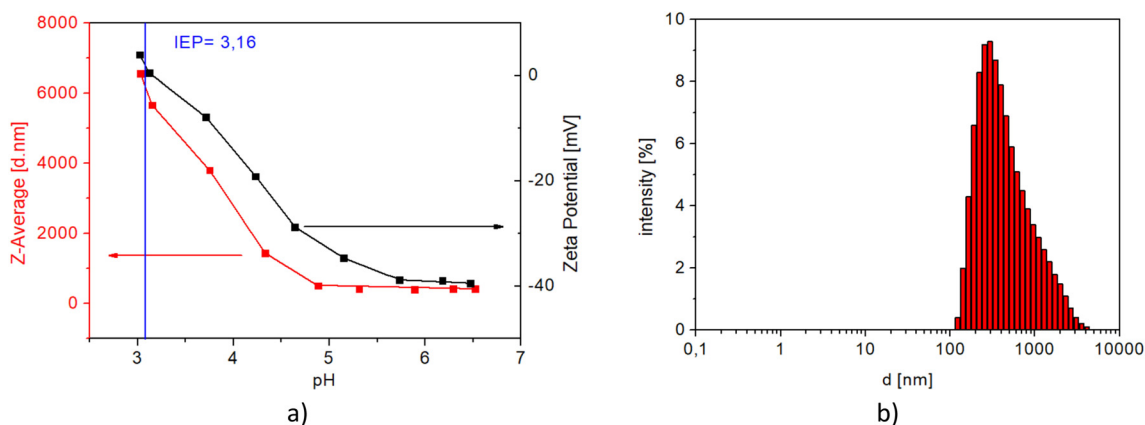 8000
6000
4000
2000
0
Z-Average [d.nm]
IEP= 3,16
0
-20
-40
Zeta Potential [mV]
3 4 5 6 7
pH
a)
10
8
6
4
2
0
intensity [%]
0,1 1 10 100 1000 10000
d [nm]
b)